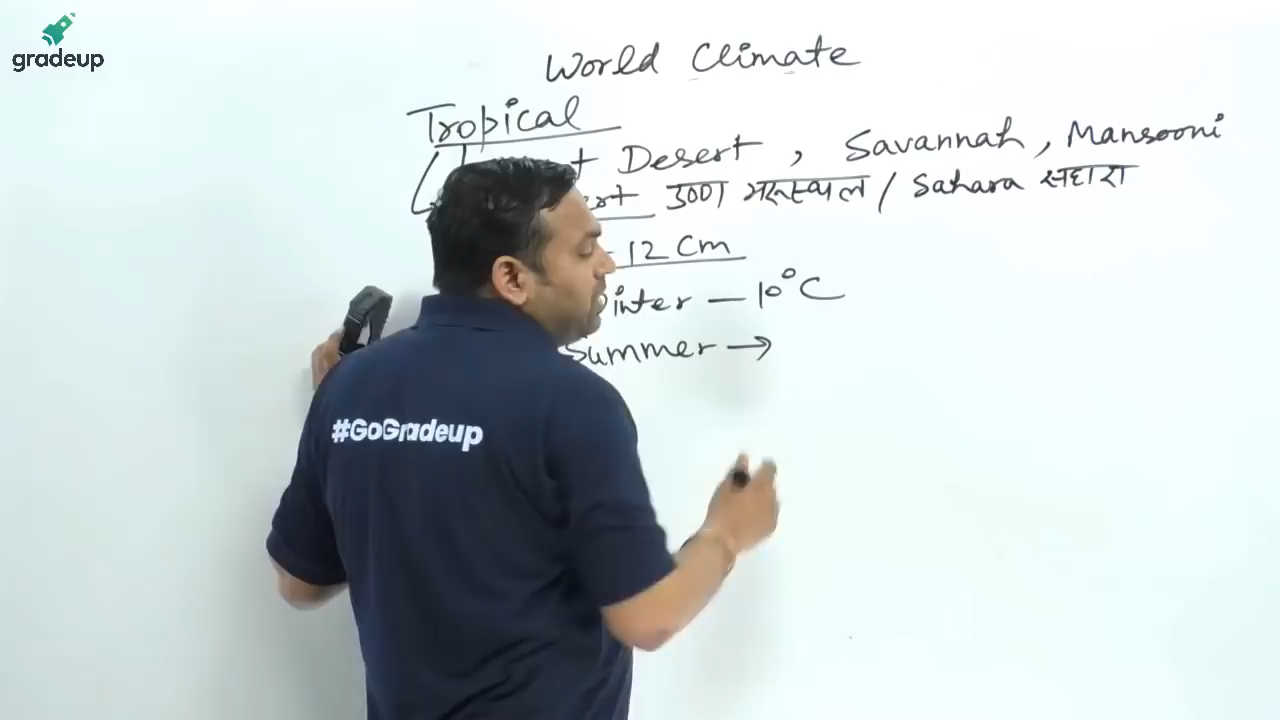 gradeup
World Climate
Tropical
Desert , Savannah , Mansooni
उष्ण मरुस्थल / Sahara सहारा
12 Cm
inter — 10°C
Summer →
#GoGradeup